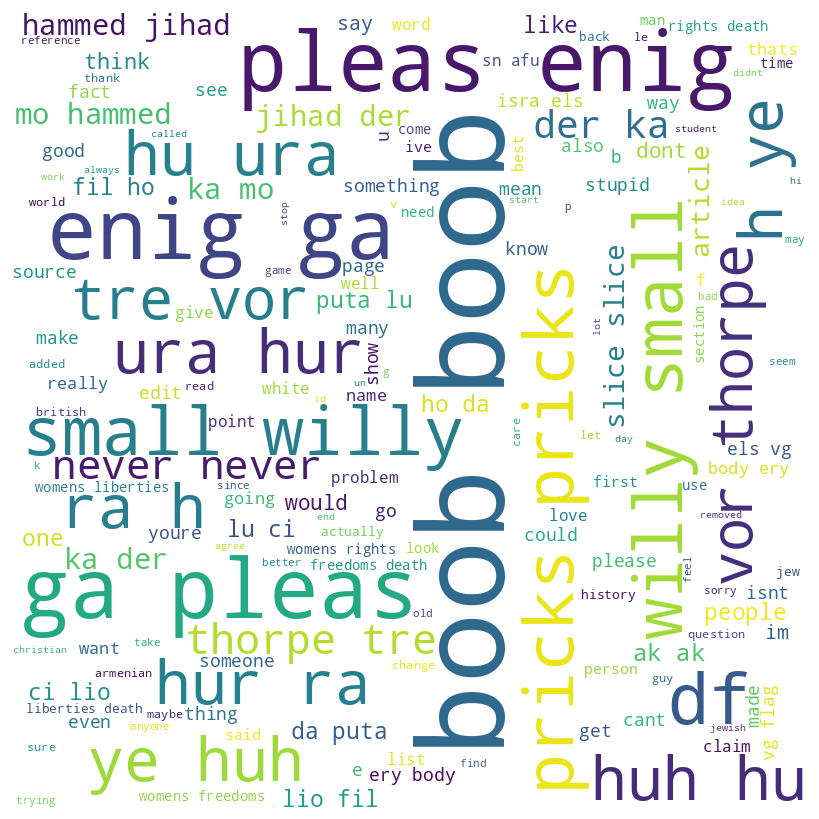 hammed jihad
reference
pleas enig
say
word
like
man
rights death
back
le
thats
time
think
thank
fact
see
sn afu
didnt
mo hammed
jihad der
isra els
way
der ka
h ye
called
hu ura
u
come
ive
boob boob
best
also
b
dont
student
good
always
work
fil ho
ka mo
something
mean
stupid
article
hi
world
v
need
start
p
idea
enig ga
stop
know
willy small
may
source
game
page
well
pricks pricks
slice slice
f
bad
vor thorpe
tre vor
give
puta lu
many
section
make
ura hur
show
lot
added
g
seem
really
read
white
un
name
edit
id
ho da
british
point
small willy
care
let
day
els vg
never never
body ery
k
since
problem
womens liberties
going
would
go
first
use
ra h
end
love
removed
one
youre
lu ci
actually
could
agree
womens rights
look
ka der
better
freedoms death
please
feel
jew
isnt
ga pleas
old
history
sorry
people
question
im
thorpe tre
christian
want
take
someone
change
ak ak
armenian
person
hur ra
guy
df
ci lio
liberties death
maybe
thing
made
vg flag
even
anyone
said
da puta
get
cant
jewish
sure
list
claim
ye huh
e
ery body
find
huh hu
trying
womens freedoms
lio fil